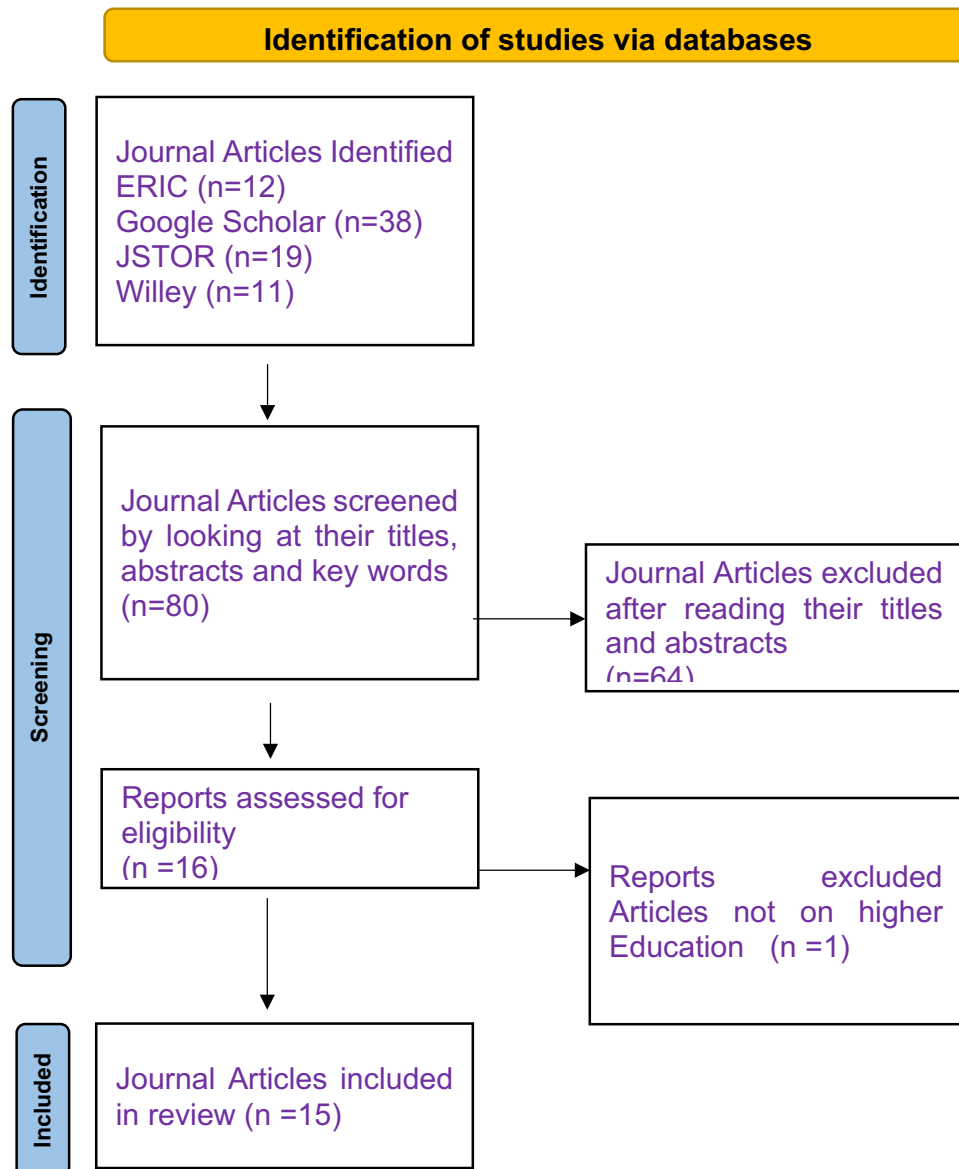 Identification of studies via databases
Identification
Journal Articles Identified
ERIC (n=12)
Google Scholar (n=38)
JSTOR (n=19)
Willey (n=11)
Screening
Journal Articles screened
by looking at their titles,
abstracts and key words
(n=80)
Journal Articles excluded
after reading their titles
and abstracts
(n=64)
Reports assessed for
eligibility
(n =16)
Reports excluded
Articles not on higher
Education (n =1)
Included
Journal Articles included
in review (n =15)